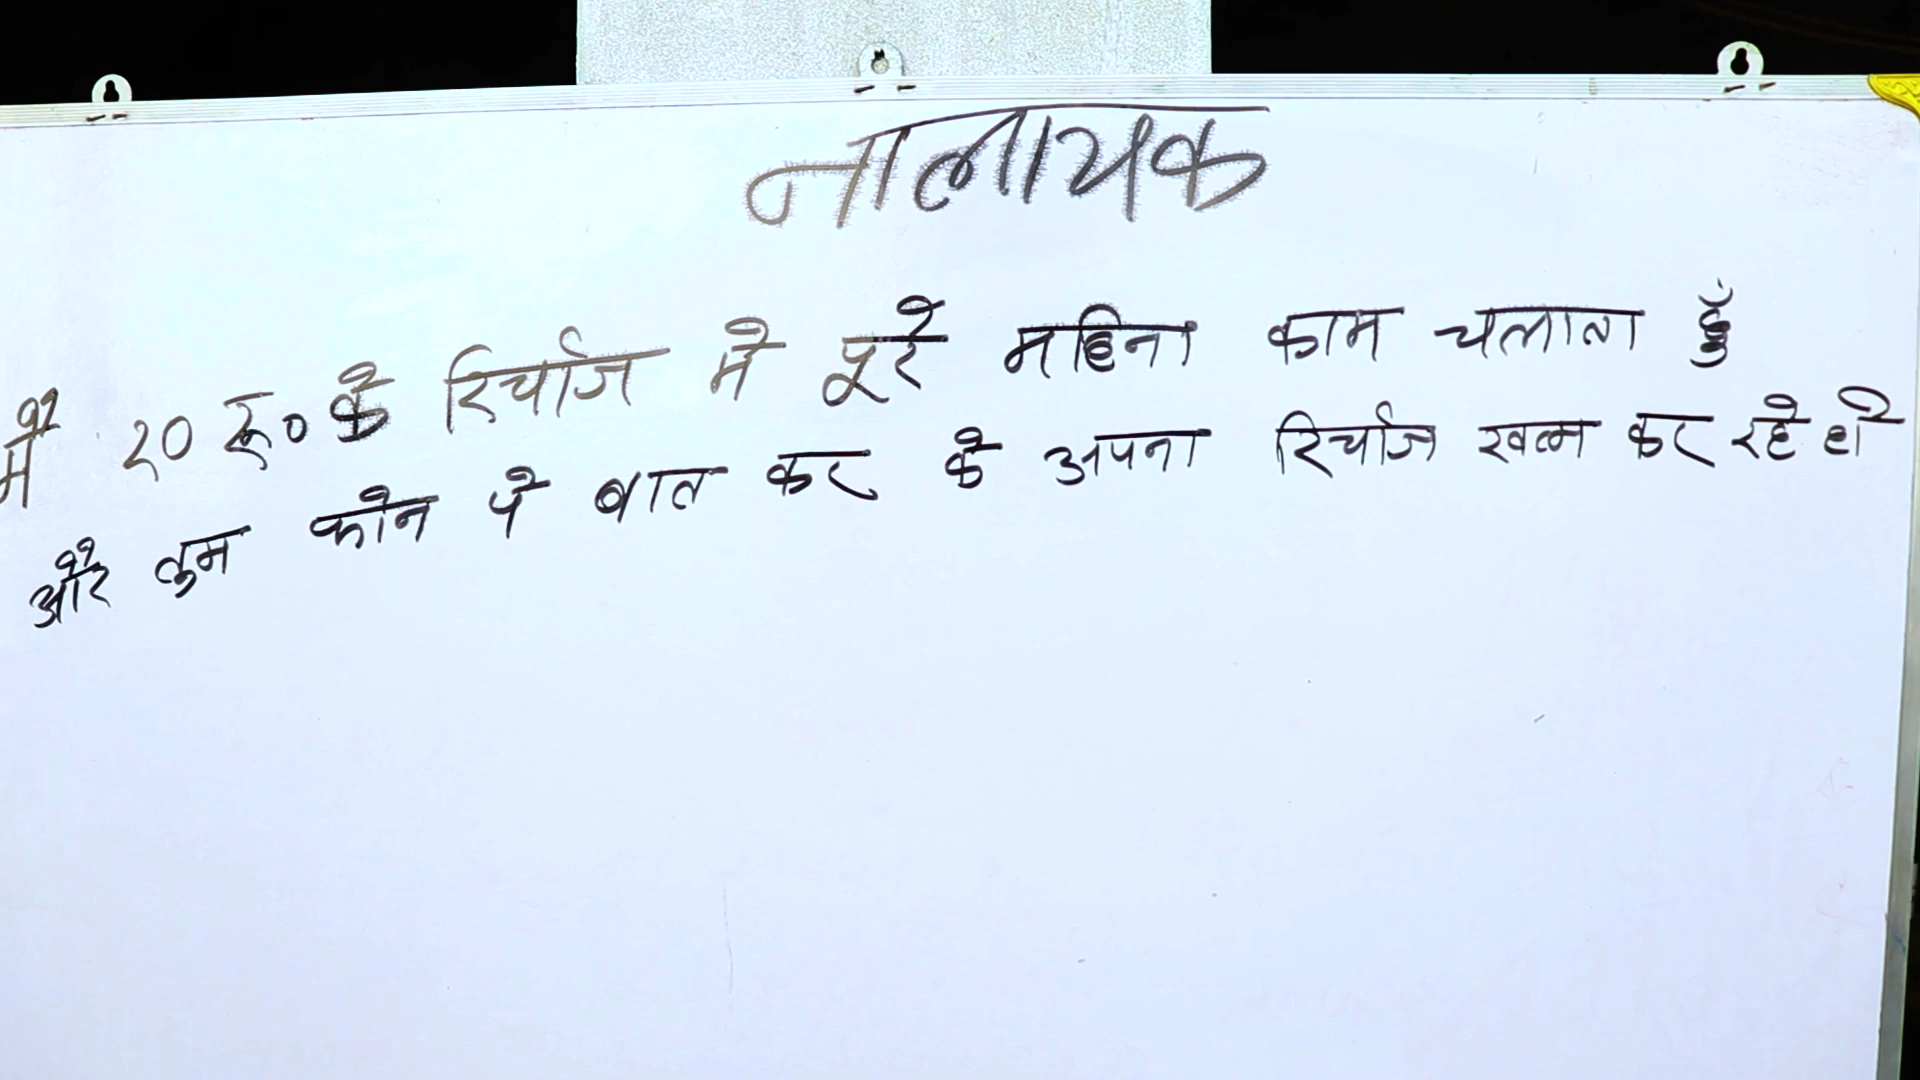 नालायक
मैं 20 रू० के रिर्चाज में पूरे महिना काम चलाता हूँ
और तुम फोन पे बात कर के अपना रिर्चाज खत्म कर रहे हो